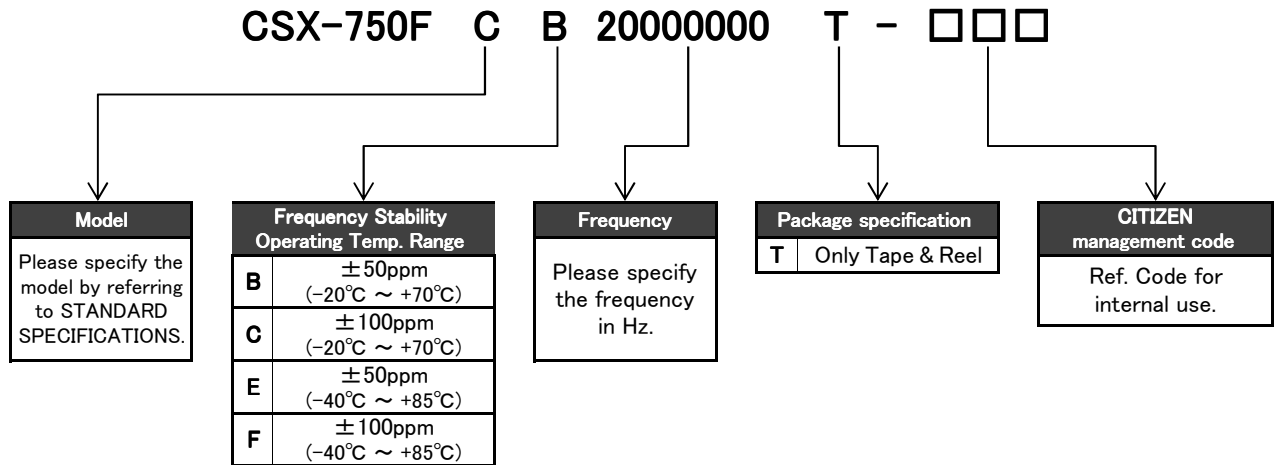 CSX-750F C B 20000000 T - □□□
Model
Please specify the
model by referring
to STANDARD
SPECIFICATIONS.
Frequency Stability
Operating Temp. Range
B ±50ppm
(-20℃ ~ +70℃)
C ±100ppm
(-20℃ ~ +70℃)
E ±50ppm
(-40℃ ~ +85℃)
F ±100ppm
(-40℃ ~ +85℃)
Frequency
Please specify
the frequency
in Hz.
Package specification
T Only Tape & Reel
CITIZEN
management code
Ref. Code for
internal use.